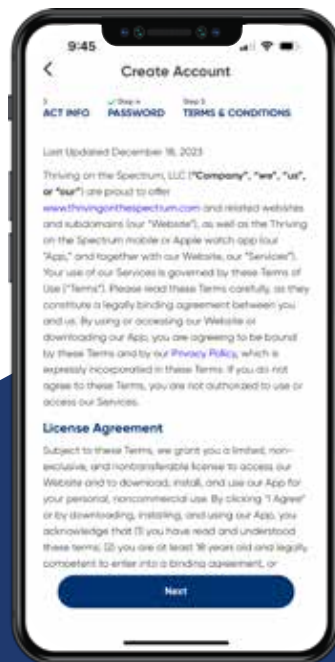 9:45
Create Account
3 Step 4 Step 5
ACT INFO PASSWORD TERMS & CONDITIONS
Last Updated December 18, 2023
Thriving on the Spectrum, LLC ("Company", "we", "us",
or "our") are proud to offer
www.thrivingonthespectrum.com and related websites
and subdomains (our "Website"), as well as the Thriving
on the Spectrum mobile or Apple watch app (our
"App," and together with our Website, our "Services").
Your use of our Services is governed by these Terms of
Use ("Terms"). Please read these Terms carefully, as they
constitute a legally binding agreement between you
and us. By using or accessing our Website or
downloading our App, you are agreeing to be bound
by these Terms and by our Privacy Policy, which is
expressly incorporated in these Terms. If you do not
agree to these Terms, you are not authorized to use or
access our Services.
License Agreement
Subject to these Terms, we grant you a limited, non-
exclusive, and nontransferable license to access our
Website and to download, install, and use our App for
your personal, noncommercial use. By clicking "I Agree"
or by downloading, installing, and using our App, you
acknowledge that (1) you have read and understood
these terms; (2) you are at least 18 years old and legally
competent to enter into a binding agreement, or
Next